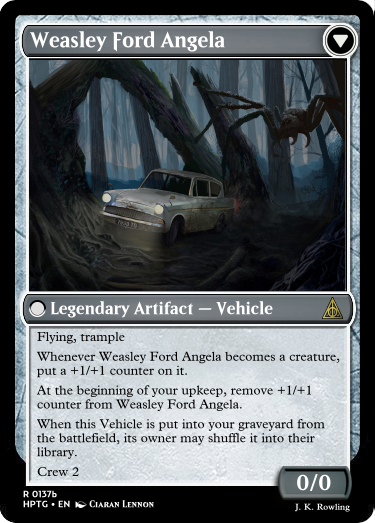 Weasley Ford Angela
Legendary Artifact — Vehicle
Flying, trample
Whenever Weasley Ford Angela becomes a creature,
put a +1/+1 counter on it.
At the beginning of your upkeep, remove +1/+1
counter from Weasley Ford Angela.
When this Vehicle is put into your graveyard from
the battlefield, its owner may shuffle it into their
library.
Crew 2
0/0
R 0137b
HPTG • EN Ciaran Lennon
J. K. Rowling